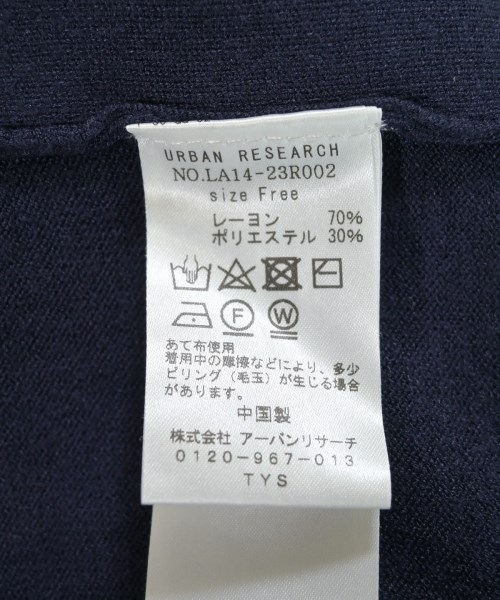 URBAN RESEARCH
NO.LA14-23R002
size Free
レーヨン 70%
ポリエステル 30%
F W
あて布使用
着用中の摩擦などにより、多少
ピリング（毛玉）が生じる場合
があります。
中国製
株式会社 アーバンリサーチ
0120-967-013
TYS